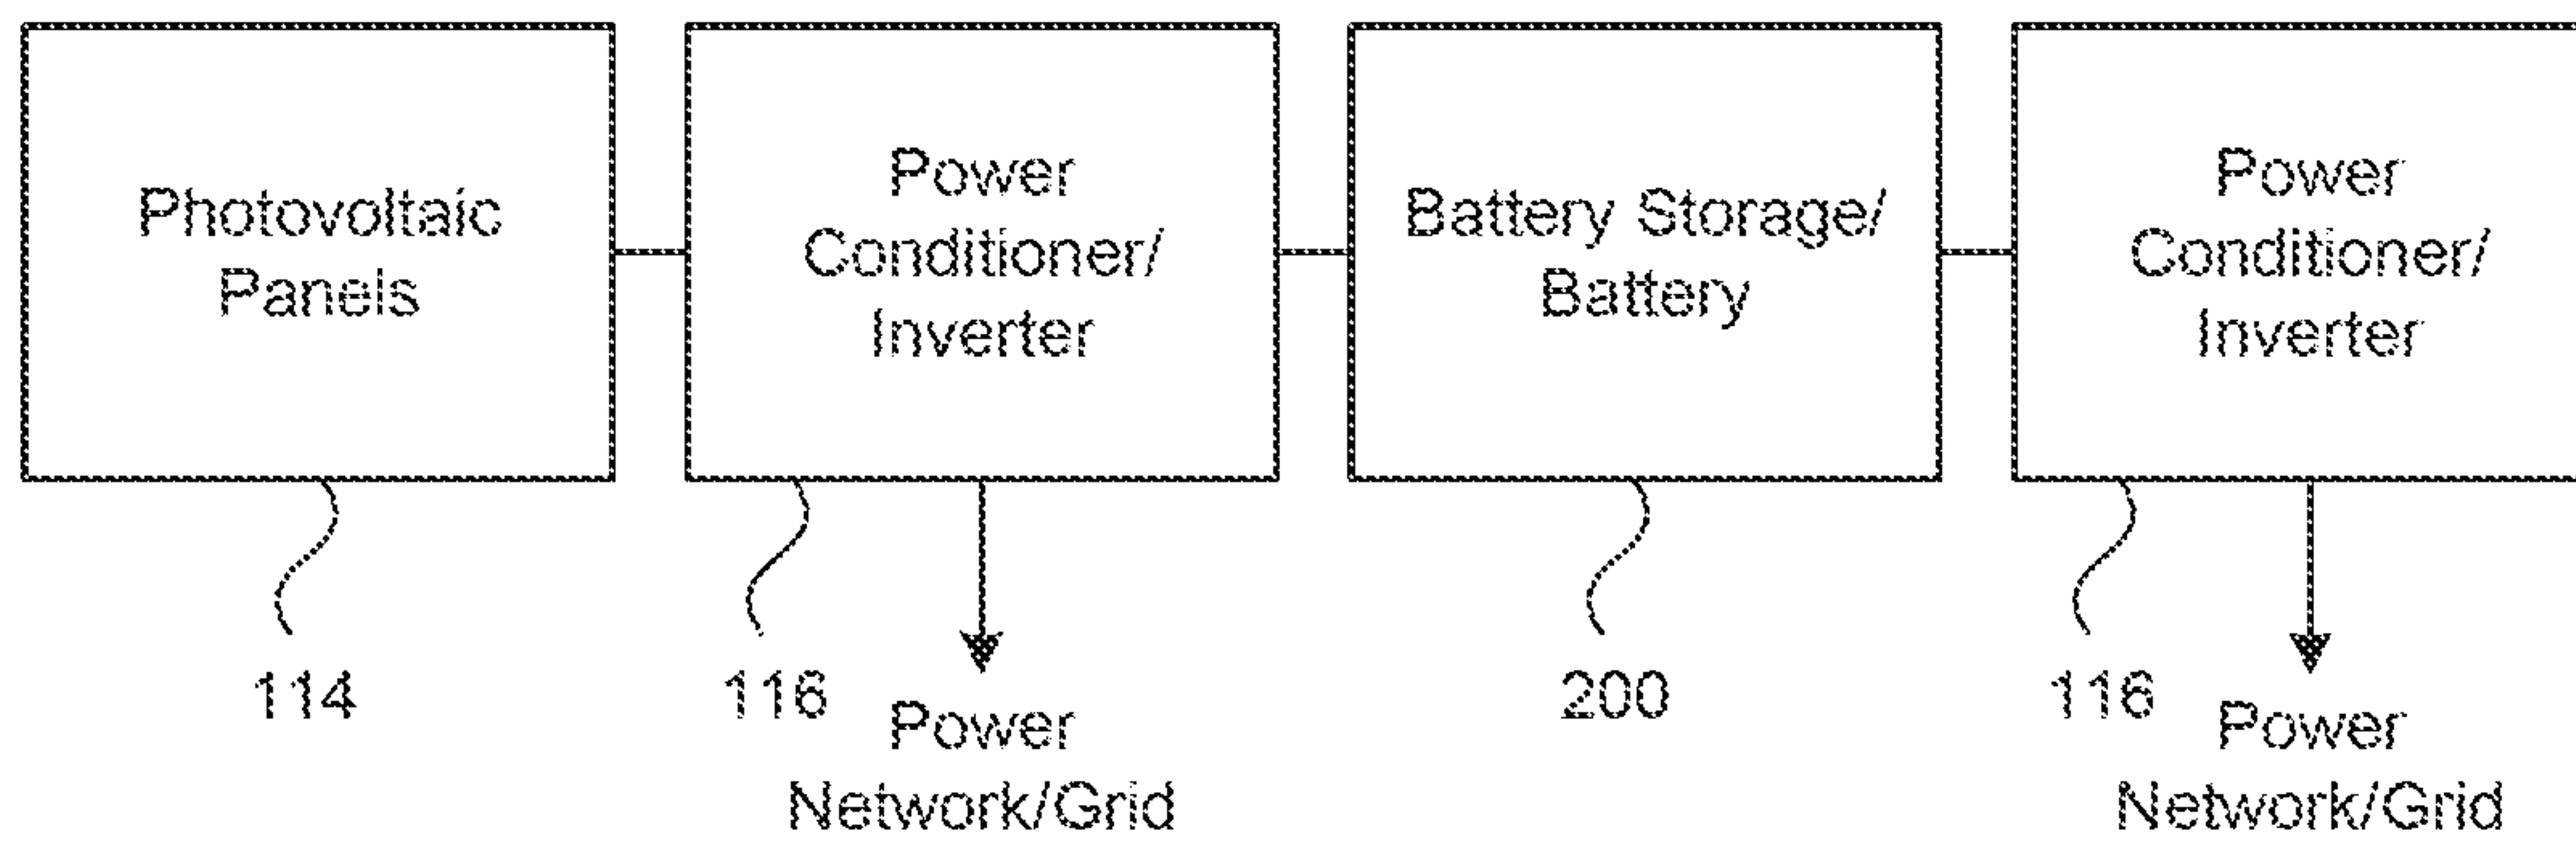 Photovoltaic
Panels
Power
Conditioner/
Inverter
Battery Storage/
Battery
Power
Conditioner/
Inverter
114
116
Power
Network/Grid
200
116
Power
Network/Grid